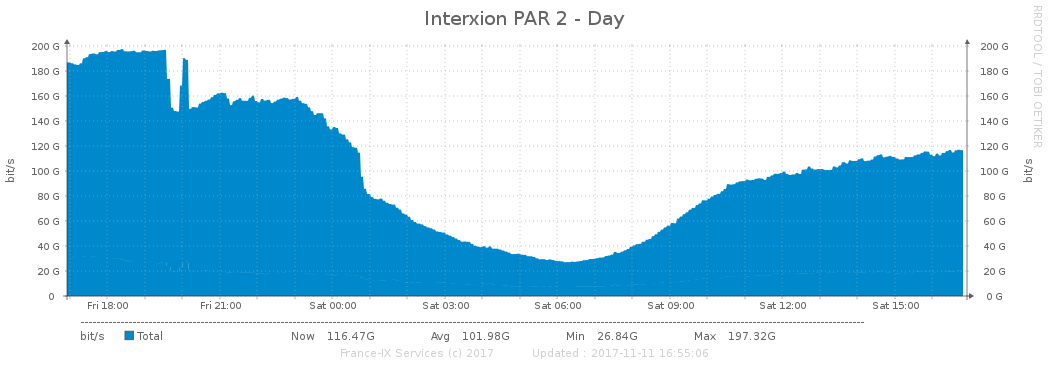 Interxion PAR 2 - Day
RRDTOOL / TOBI OETIKER
bit/s
bit/s
200 G 200 G
180 G 180 G
160 G 160 G
140 G 140 G
120 G 120 G
100 G 100 G
80 G 80 G
60 G 60 G
40 G 40 G
20 G 20 G
0 0 G
Fri 18:00 Fri 21:00 Sat 00:00 Sat 03:00 Sat 06:00 Sat 09:00 Sat 12:00 Sat 15:00
bit/s Total Now 116.47G Avg 101.98G Min 26.84G Max 197.32G
France-IX Services (c) 2017 Updated : 2017-11-11 16:55:06